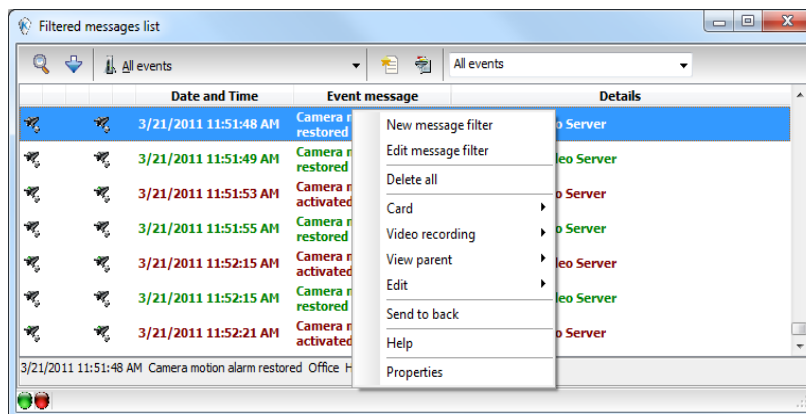 Filtered messages list
All events All events
Date and Time Event message Details
3/21/2011 11:51:48 AM Camera restored Server
3/21/2011 11:51:49 AM Camera restored Server
3/21/2011 11:51:53 AM Camera activated Server
3/21/2011 11:51:55 AM Camera restored Server
3/21/2011 11:52:15 AM Camera activated Server
3/21/2011 11:52:15 AM Camera restored Server
3/21/2011 11:52:21 AM Camera activated Server
New message filter
Edit message filter
Delete all
Card
Video recording
View parent
Edit
Send to back
Help
Properties
3/21/2011 11:51:48 AM Camera motion alarm restored Office H